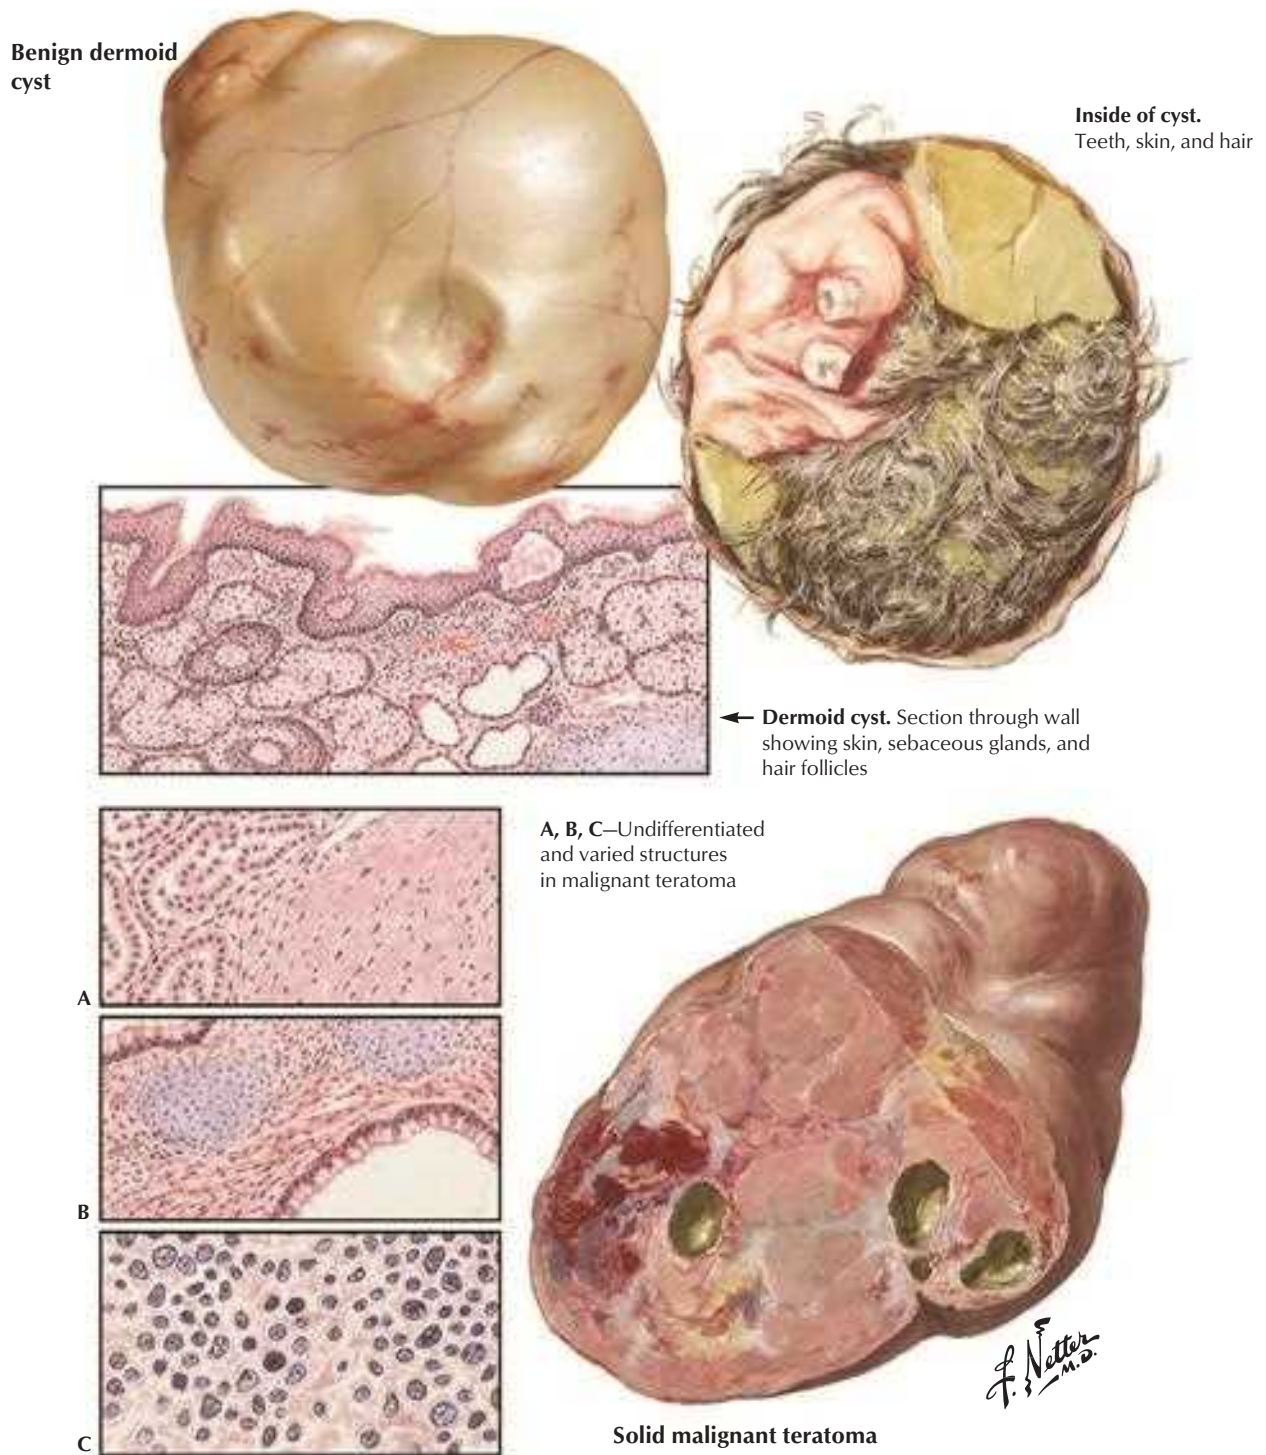 Benign dermoid
cyst
Inside of cyst.
Teeth, skin, and hair
Dermoid cyst. Section through wall
showing skin, sebaceous glands, and
hair follicles
A, B, C—Undifferentiated
and varied structures
in malignant teratoma
A
B
C
F. Netter
M.D.
Solid malignant teratoma